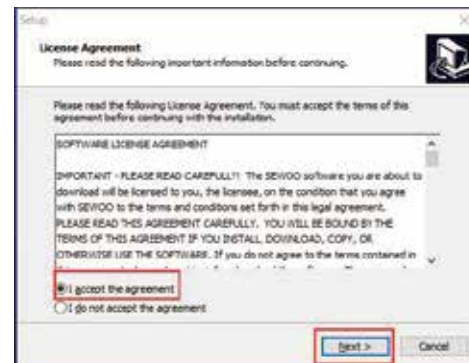 Setup
License Agreement
Please read the following important information before continuing.
Please read the following License Agreement. You must accept the terms of this
agreement before continuing with the installation.
SOFTWARE LICENSE AGREEMENT
IMPORTANT - PLEASE READ CAREFULLY: The SEWOO software you are about to
download will be licensed to you, the licensee, on the condition that you agree
with SEWOO to the terms and conditions set forth in this legal agreement.
PLEASE READ THIS AGREEMENT CAREFULLY. YOU WILL BE BOUND BY THE
TERMS OF THIS AGREEMENT IF YOU INSTALL, DOWNLOAD, COPY, OR
OTHERWISE USE THE SOFTWARE. If you do not agree to the terms contained in
I accept the agreement
I do not accept the agreement
Next >
Cancel